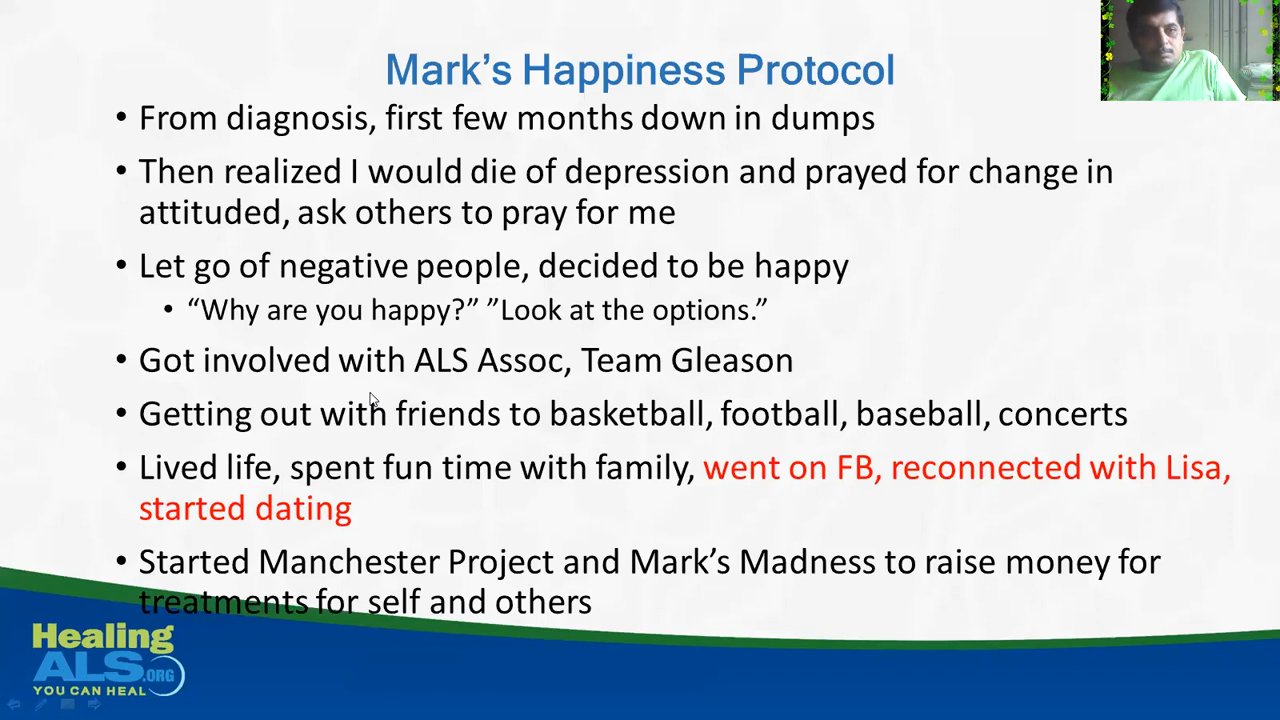 Mark's Happiness Protocol
• From diagnosis, first few months down in dumps
• Then realized I would die of depression and prayed for change in
attituded, ask others to pray for me
• Let go of negative people, decided to be happy
• “Why are you happy?” ”Look at the options.”
• Got involved with ALS Assoc, Team Gleason
• Getting out with friends to basketball, football, baseball, concerts
• Lived life, spent fun time with family, went on FB, reconnected with Lisa,
started dating
• Started Manchester Project and Mark’s Madness to raise money for
treatments for self and others
Healing
ALS.ORG
YOU CAN HEAL